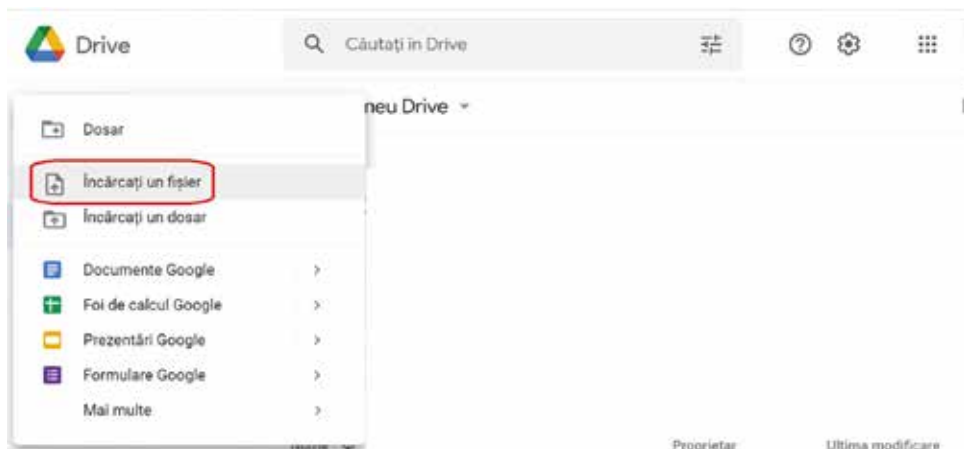 Drive
Căutați in Drive
neu Drive
Dosar
Încărcați un fișier
Încărcați un dosar
Documente Google
Foi de calcul Google
Prezentări Google
Formulare Google
Mai multe
Proprietar
Ultima modificare